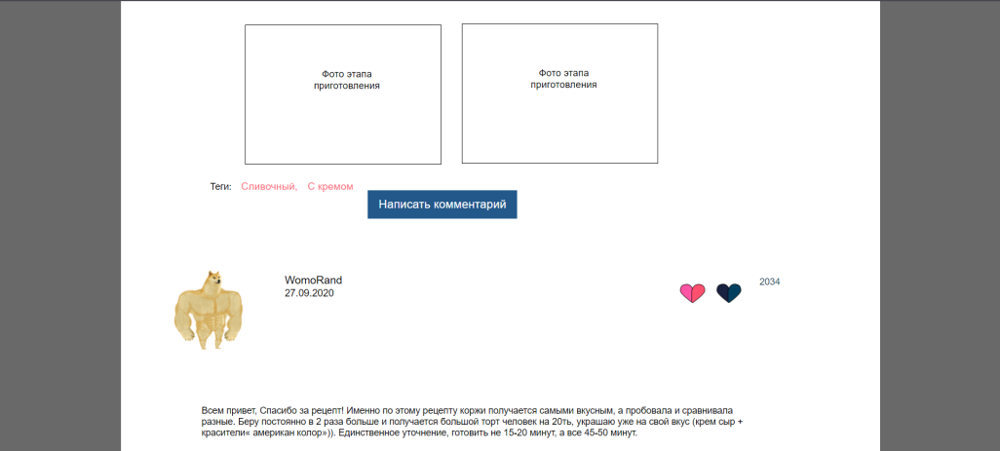 Фото этапа
приготовления
Фото этапа
приготовления
Теги: Сливочный, С кремом
Написать комментарий
WomoRand
27.09.2020
2034
Всем привет, Спасибо за рецепт! Именно по этому рецепту коржи получается самыми вкусным, а пробовала и сравнивала
разные. Беру постоянно в 2 раза больше и получается большой торт человек на 20ть, украшаю уже на свой вкус (крем сыр +
красители« американ колор»)). Единственное уточнение, готовить не 15-20 минут, а все 45-50 минут.